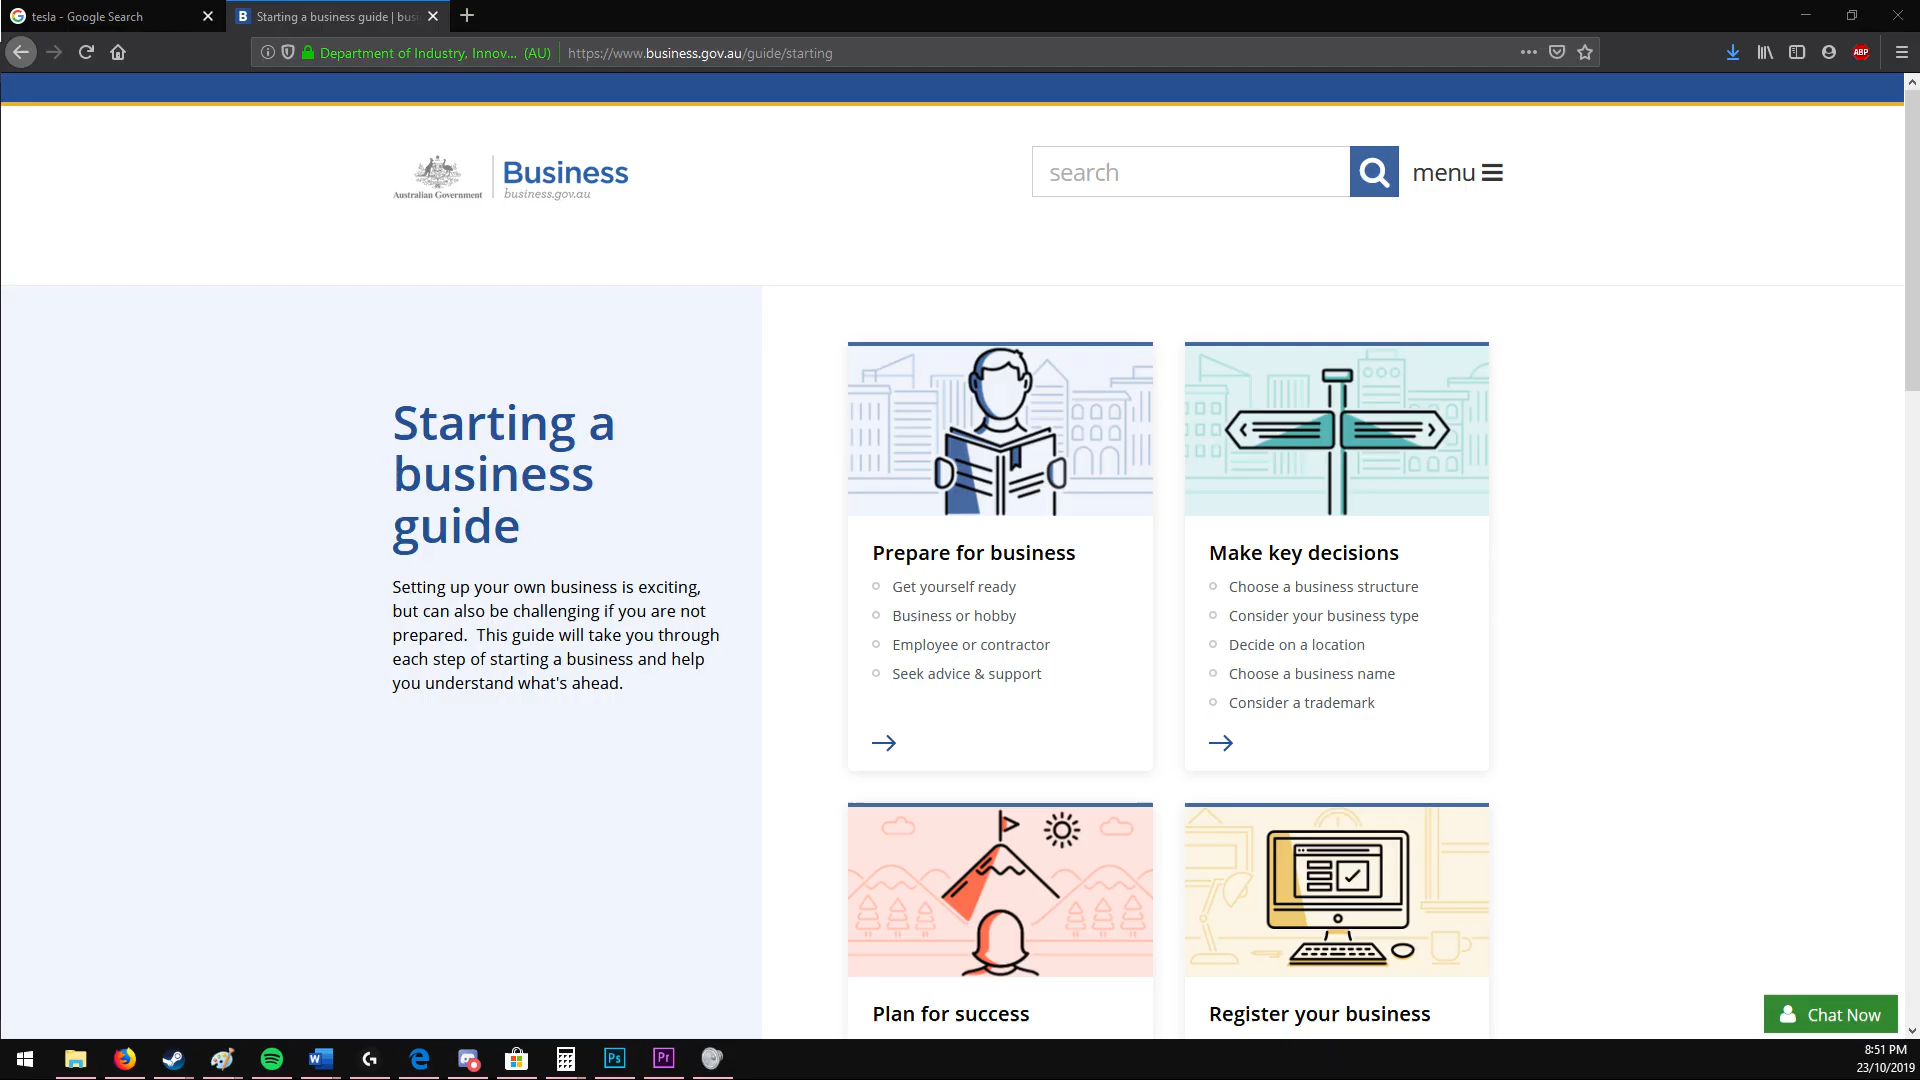 tesla - Google Search
Starting a business guide | busi
Department of Industry, Innov... (AU)
https://www.business.gov.au/guide/starting
ABP
Australian Government
Business
business.gov.au
search
menu
Starting a
business
guide
Setting up your own business is exciting,
but can also be challenging if you are not
prepared.  This guide will take you through
each step of starting a business and help
you understand what's ahead.
Prepare for business
Get yourself ready
Business or hobby
Employee or contractor
Seek advice & support
Make key decisions
Choose a business structure
Consider your business type
Decide on a location
Choose a business name
Consider a trademark
Plan for success
Register your business
Chat Now
Ps
Pr
8:51 PM
23/10/2019